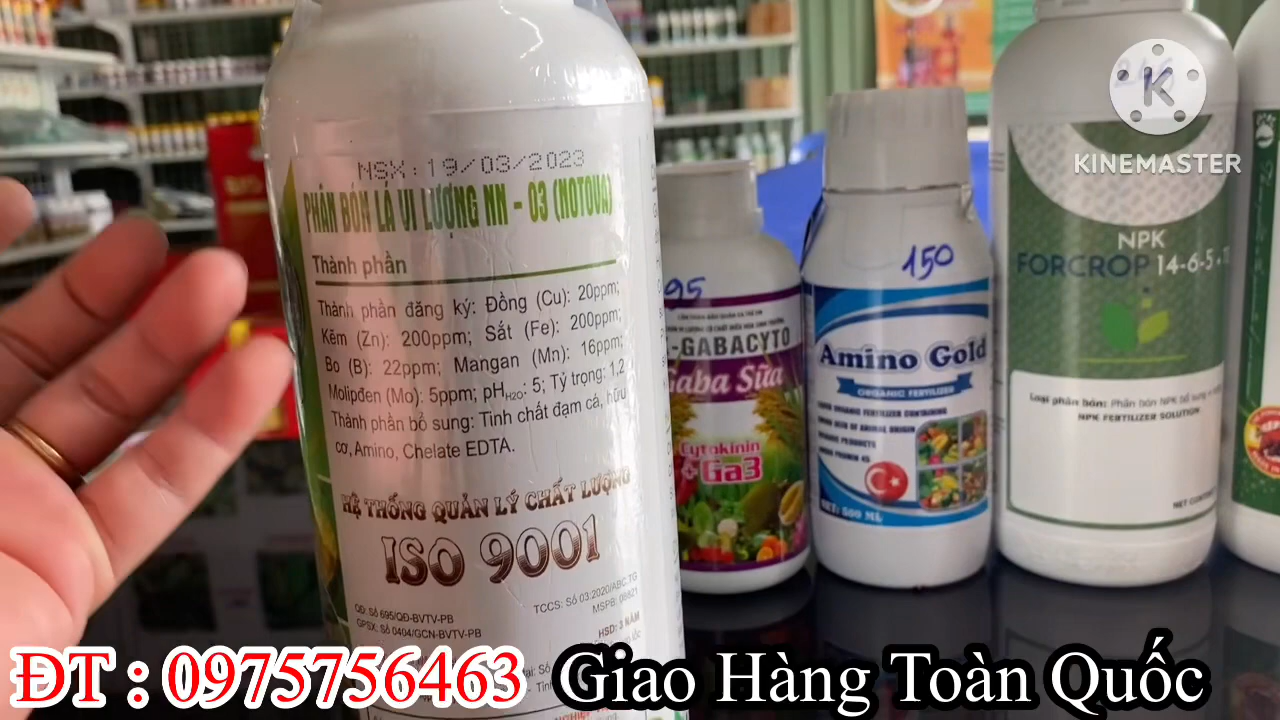 NSX: 19/03/2023
PHÂN BÓN LÁ VI LƯỢNG NN - 03 (NOTOVA)
Thành phần
Thành phần đăng ký: Đồng (Cu): 20ppm;
Kẽm (Zn): 200ppm; Sắt (Fe): 200ppm;
Bo (B): 22ppm; Mangan (Mn): 16ppm;
Molipđen (Mo): 5ppm; pHH2O: 5; Tỷ trọng: 1,2
Thành phần bổ sung: Tinh chất đạm cá, hữu
cơ, Amino, Chelate EDTA.
HỆ THỐNG QUẢN LÝ CHẤT LƯỢNG
ISO 9001
TCCS: Số 03:2020/ABC.TG
MSPB: 08621
QĐ: Số 695/QĐ-BVTV-PB
GPSX: Số 0404/GCN-BVTV-PB
HSD: 3 NĂM
95
-GABACYTO
Gaba Sữa
Cytokinin
+ Ga3
150
Amino Gold
ORGANIC FERTILIZER
NET: 500 ML
NPK
FORCROP 14-6-5
Loại phân bón: Phân bón NPK bổ sung
NPK FERTILIZER SOLUTION
K
KINEMASTER
ĐT : 0975756463 Giao Hàng Toàn Quốc